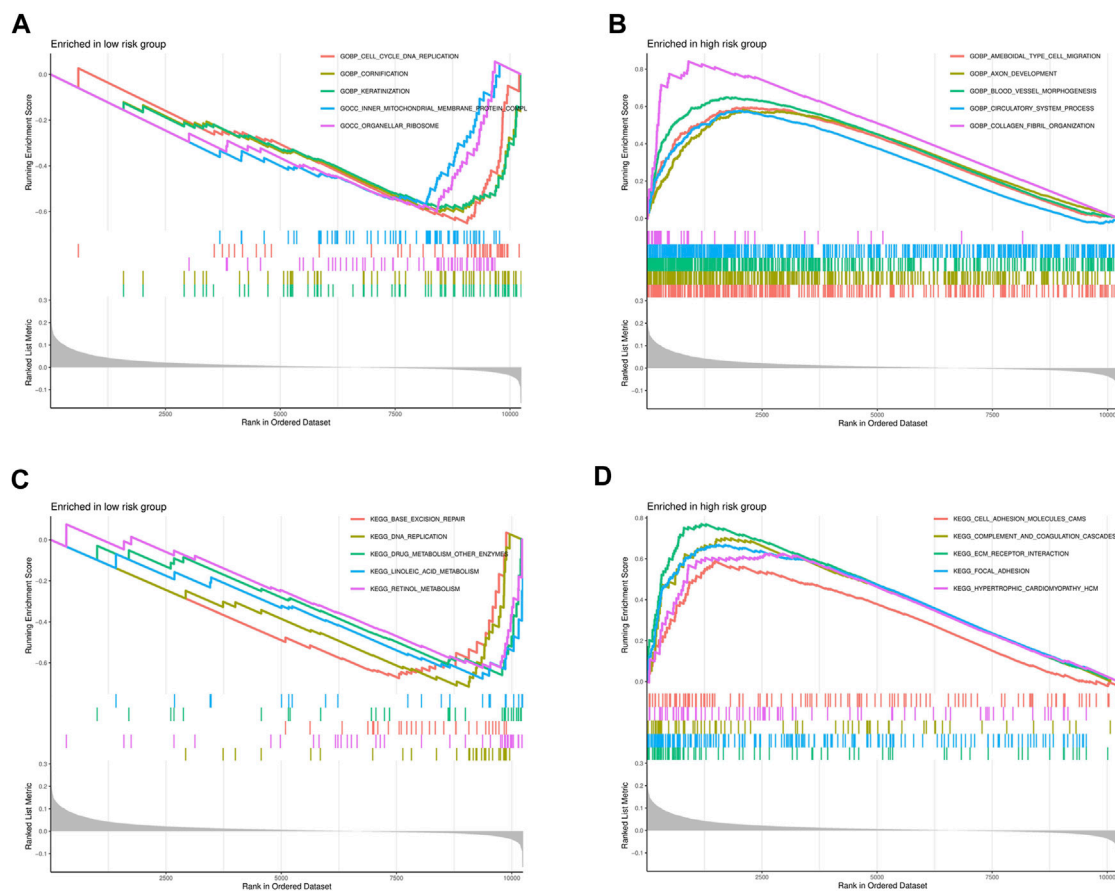 A
Enriched in low risk group
GOBP_CELL_CYCLE_DNA_REPLICATION
GOBP_CORNIFICATION
GOBP_KERATINIZATION
GOCC_INNER_MITOCHONDRIAL_MEMBRANE_PROTEIN_COMPL
GOCC_ORGANELLAR_RIBOSOME
Running Enrichment Score
0.0
-0.2
-0.4
-0.6
Ranked List Metric
0.3
0.2
0.1
0.0
-0.1
2500
5000
7500
10000
Rank in Ordered Dataset
B
Enriched in high risk group
GOBP_AMEBOIDAL_TYPE_CELL_MIGRATION
GOBP_AXON_DEVELOPMENT
GOBP_BLOOD_VESSEL_MORPHOGENESIS
GOBP_CIRCULATORY_SYSTEM_PROCESS
GOBP_COLLAGEN_FIBRIL_ORGANIZATION
Running Enrichment Score
0.8
0.6
0.4
0.2
0.0
Ranked List Metric
0.3
0.2
0.1
0.0
-0.1
2500
5000
7500
10000
Rank in Ordered Dataset
C
Enriched in low risk group
KEGG_BASE_EXCISION_REPAIR
KEGG_DNA_REPLICATION
KEGG_DRUG_METABOLISM_OTHER_ENZYMES
KEGG_LINOLEIC_ACID_METABOLISM
KEGG_RETINOL_METABOLISM
Running Enrichment Score
0.0
-0.2
-0.4
-0.6
Ranked List Metric
0.3
0.2
0.1
0.0
-0.1
2500
5000
7500
10000
Rank in Ordered Dataset
D
Enriched in high risk group
KEGG_CELL_ADHESION_MOLECULES_CAMS
KEGG_COMPLEMENT_AND_COAGULATION_CASCADES
KEGG_ECM_RECEPTOR_INTERACTION
KEGG_FOCAL_ADHESION
KEGG_HYPERTROPHIC_CARDIOMYOPATHY_HCM
Running Enrichment Score
0.8
0.6
0.4
0.2
0.0
Ranked List Metric
0.3
0.2
0.1
0.0
-0.1
2500
5000
7500
10000
Rank in Ordered Dataset